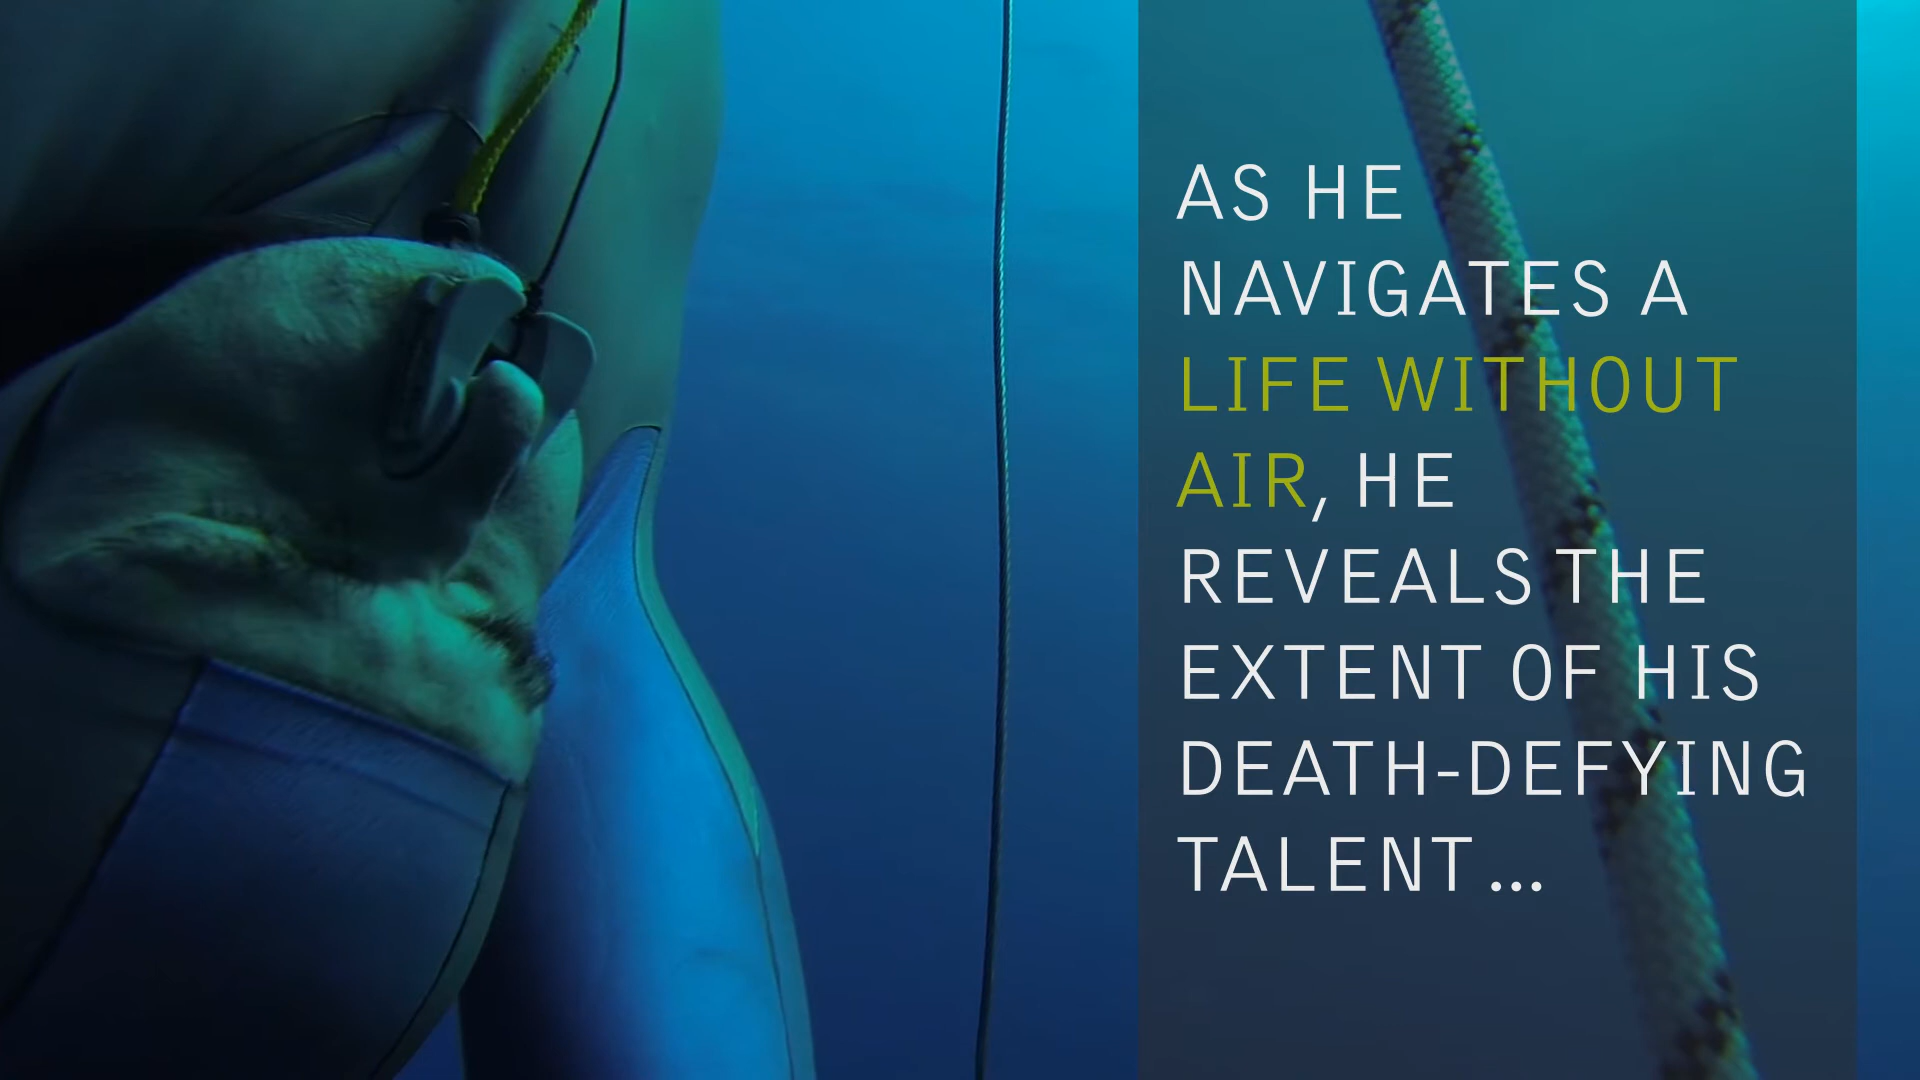 AS HE
NAVIGATES A
LIFE WITHOUT
AIR, HE
REVEALS THE
EXTENT OF HIS
DEATH-DEFYING
TALENT...